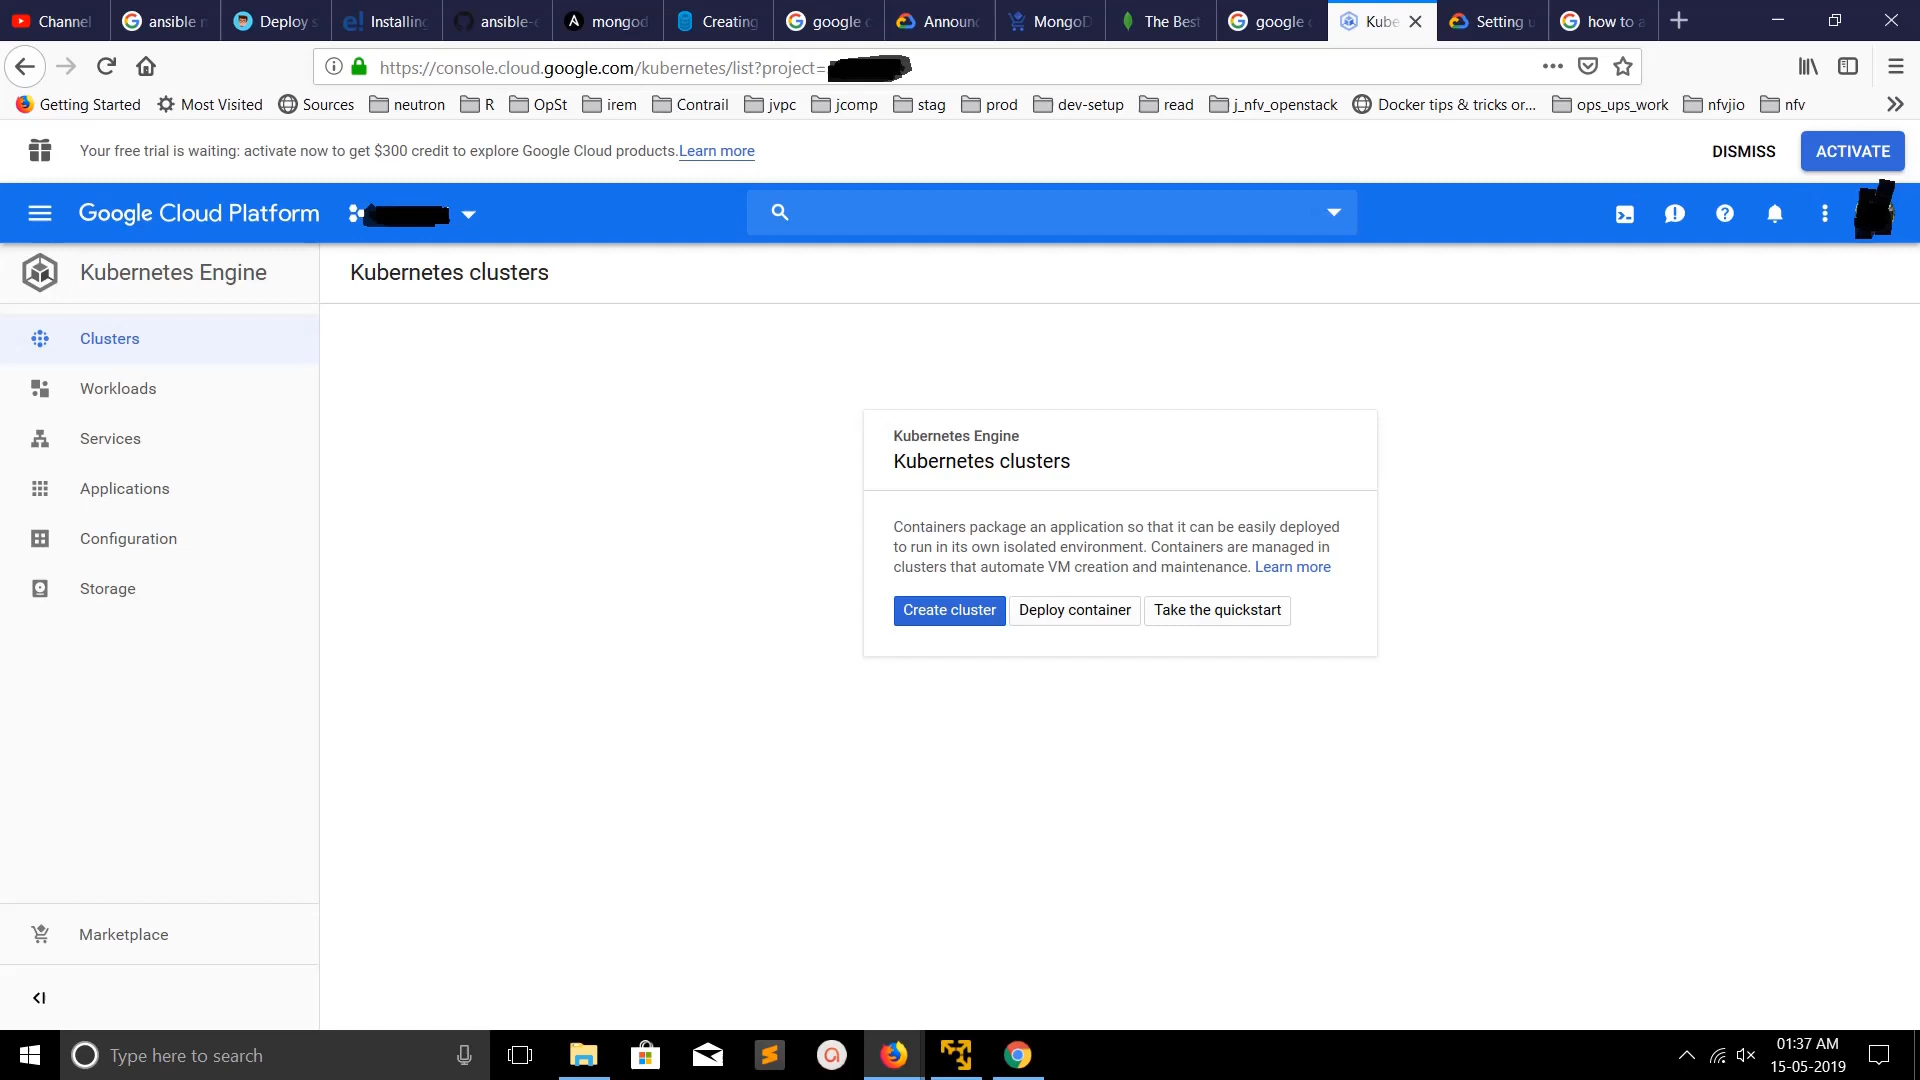 Channel
ansible
Deploy
Installing
ansible-
mongod
Creating
google
Announ
MongoD
The Best
google
Kube
Setting
how to
https://console.cloud.google.com/kubernetes/list?project=
Getting Started Most Visited Sources neutron R OpSt irem Contrail jvpc jcomp stag prod dev-setup read j_nfv_openstack Docker tips & tricks or... ops_ups_work nfvjio nfv
Your free trial is waiting: activate now to get $300 credit to explore Google Cloud products. Learn more
DISMISS ACTIVATE
Google Cloud Platform
Kubernetes Engine
Kubernetes clusters
Clusters
Workloads
Services
Applications
Configuration
Storage
Kubernetes Engine
Kubernetes clusters
Containers package an application so that it can be easily deployed
to run in its own isolated environment. Containers are managed in
clusters that automate VM creation and maintenance. Learn more
Create cluster Deploy container Take the quickstart
Marketplace
Type here to search
01:37 AM
15-05-2019